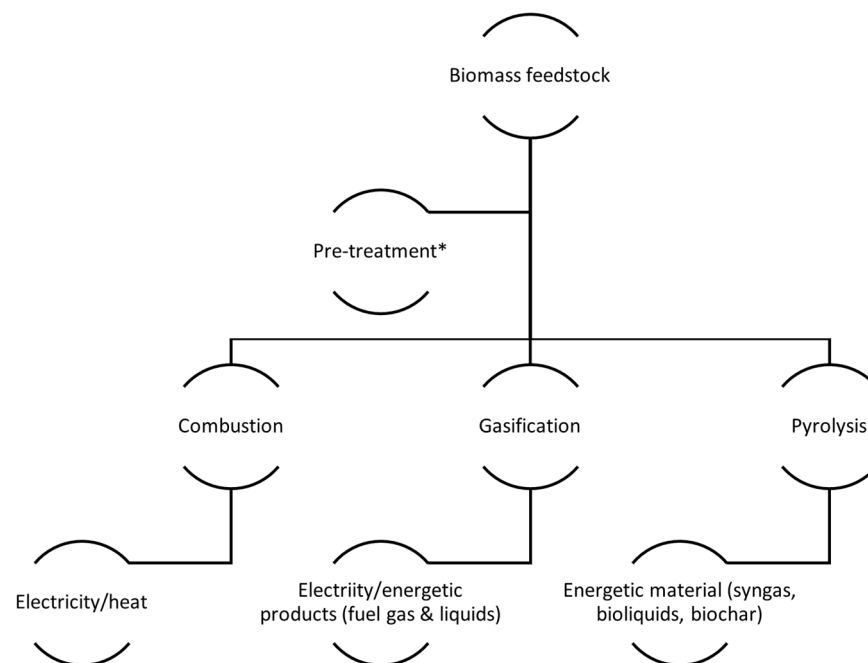 Biomass feedstock
Pre-treatment*
Combustion
Gasification
Pyrolysis
Electricity/heat
Electriity/energetic
products (fuel gas & liquids)
Energetic material (syngas,
bioliquids, biochar)